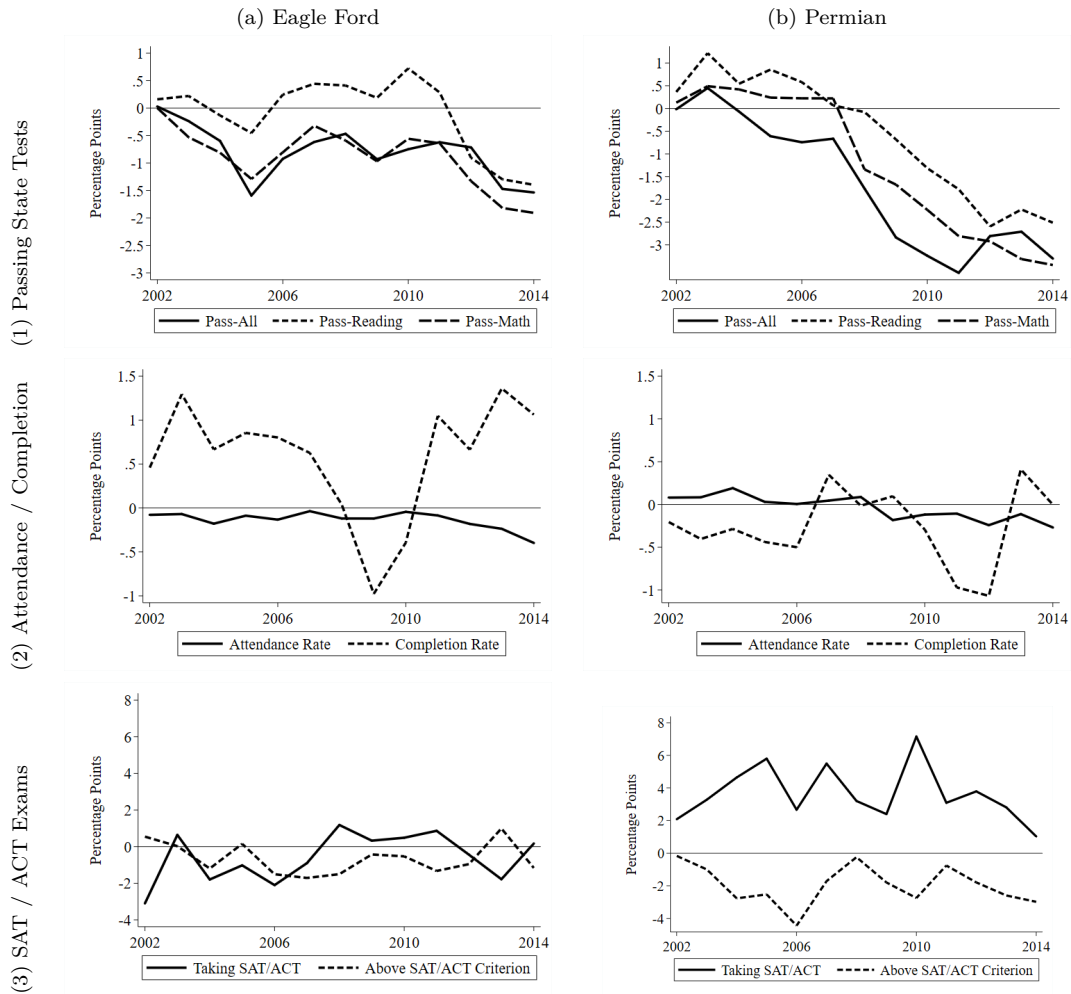 (a) Eagle Ford
(b) Permian
(1) Passing State Tests
Percentage Points
1
.5
0
-.5
-1
-1.5
-2
-2.5
-3
2002 2006 2010 2014
Pass-All Pass-Reading Pass-Math
Percentage Points
1
.5
0
-.5
-1
-1.5
-2
-2.5
-3
2002 2006 2010 2014
Pass-All Pass-Reading Pass-Math
(2) Attendance / Completion
Percentage Points
1.5
1
.5
0
-.5
-1
2002 2006 2010 2014
Attendance Rate Completion Rate
Percentage Points
1.5
1
.5
0
-.5
-1
2002 2006 2010 2014
Attendance Rate Completion Rate
(3) SAT / ACT Exams
Percentage Points
8
6
4
2
0
-2
-4
2002 2006 2010 2014
Taking SAT/ACT Above SAT/ACT Criterion
Percentage Points
8
6
4
2
0
-2
-4
2002 2006 2010 2014
Taking SAT/ACT Above SAT/ACT Criterion